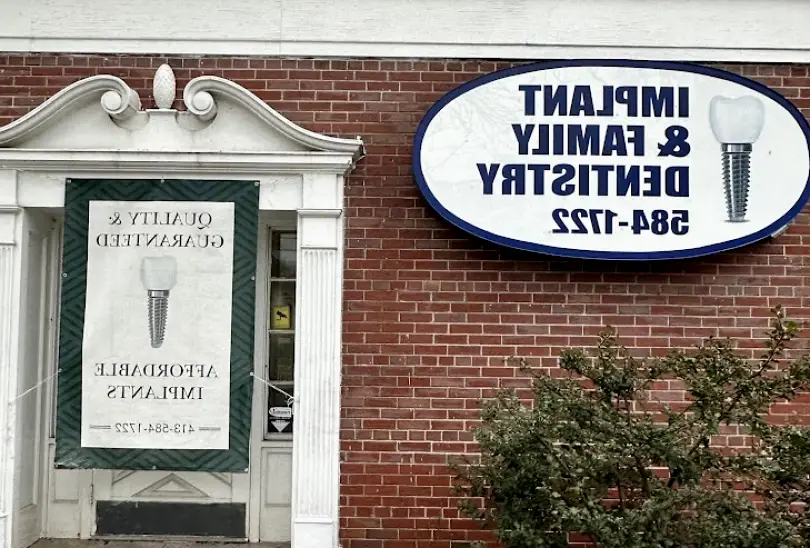 IMPLANT
& FAMILY
DENTISTRY
584-1722
QUALITY &
GUARANTEED
AFFORDABLE
IMPLANTS
413-584-1722